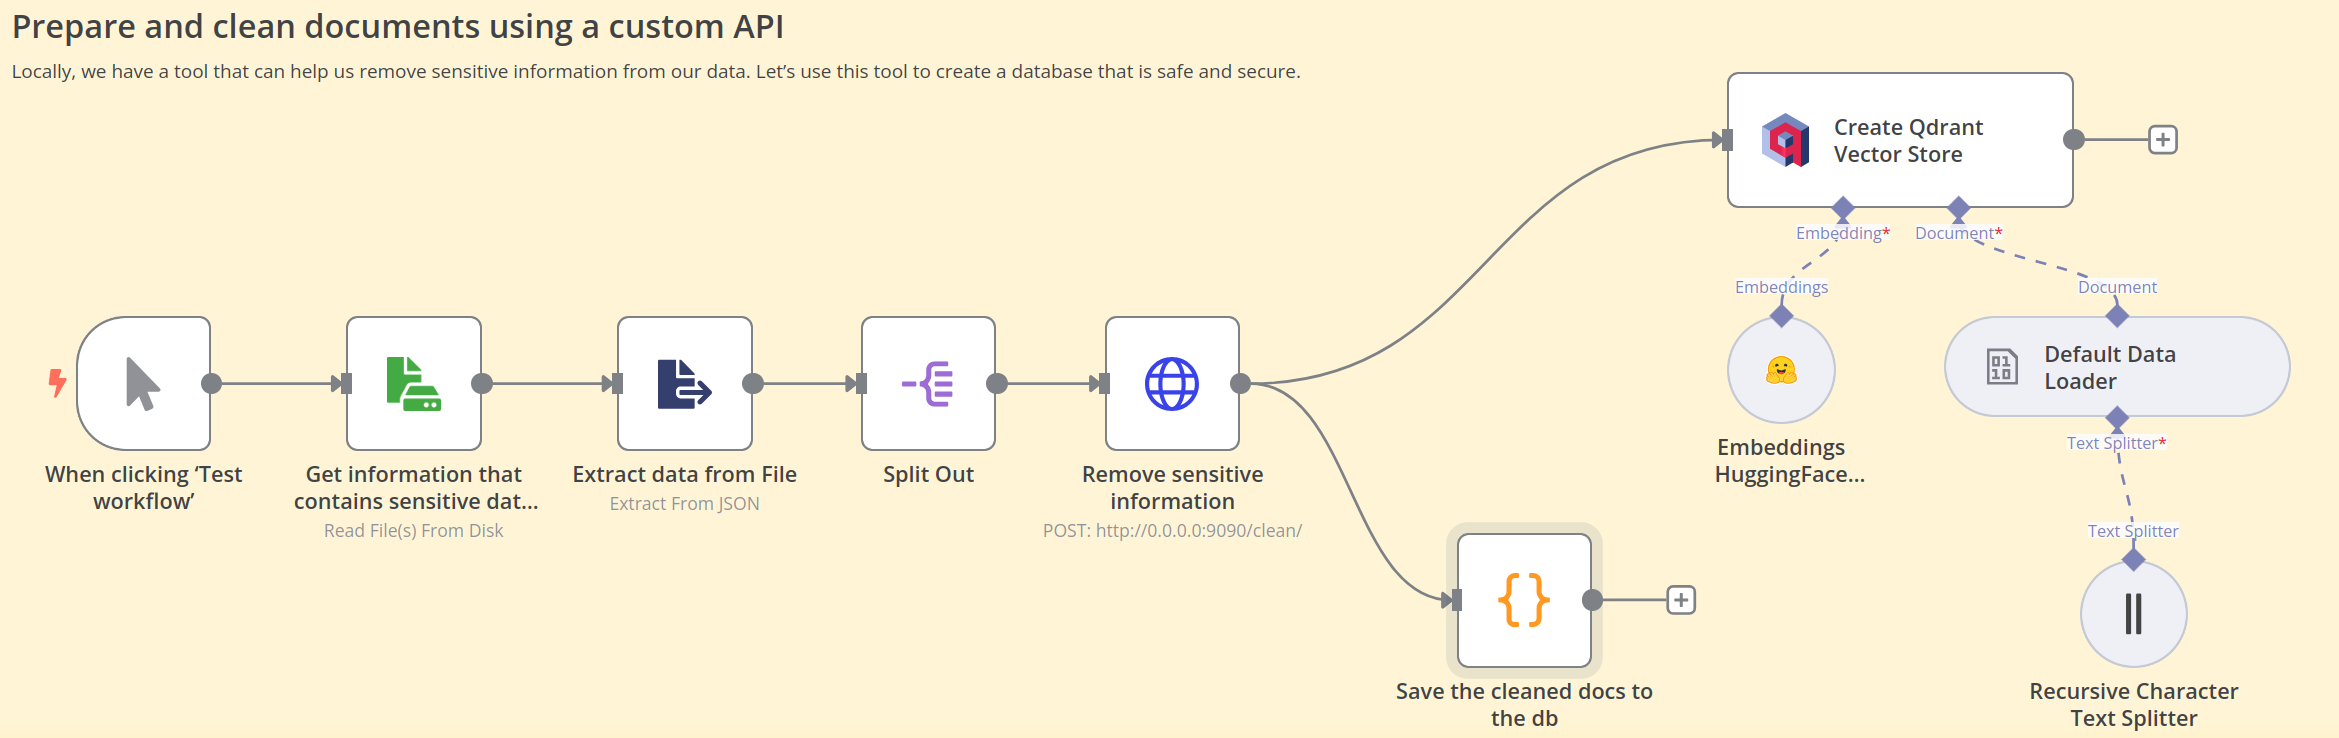 Prepare and clean documents using a custom API
Locally, we have a tool that can help us remove sensitive information from our data. Let’s use this tool to create a database that is safe and secure.
Create Qdrant
Vector Store
Embedding*
Document*
Embeddings
Document
Default Data
Loader
Embeddings
HuggingFace...
Text Splitter*
Text Splitter
Recursive Character
Text Splitter
When clicking ‘Test
workflow’
Get information that
contains sensitive dat...
Read File(s) From Disk
Extract data from File
Extract From JSON
Split Out
Remove sensitive
information
POST: http://0.0.0.0:9090/clean/
Save the cleaned docs to
the db